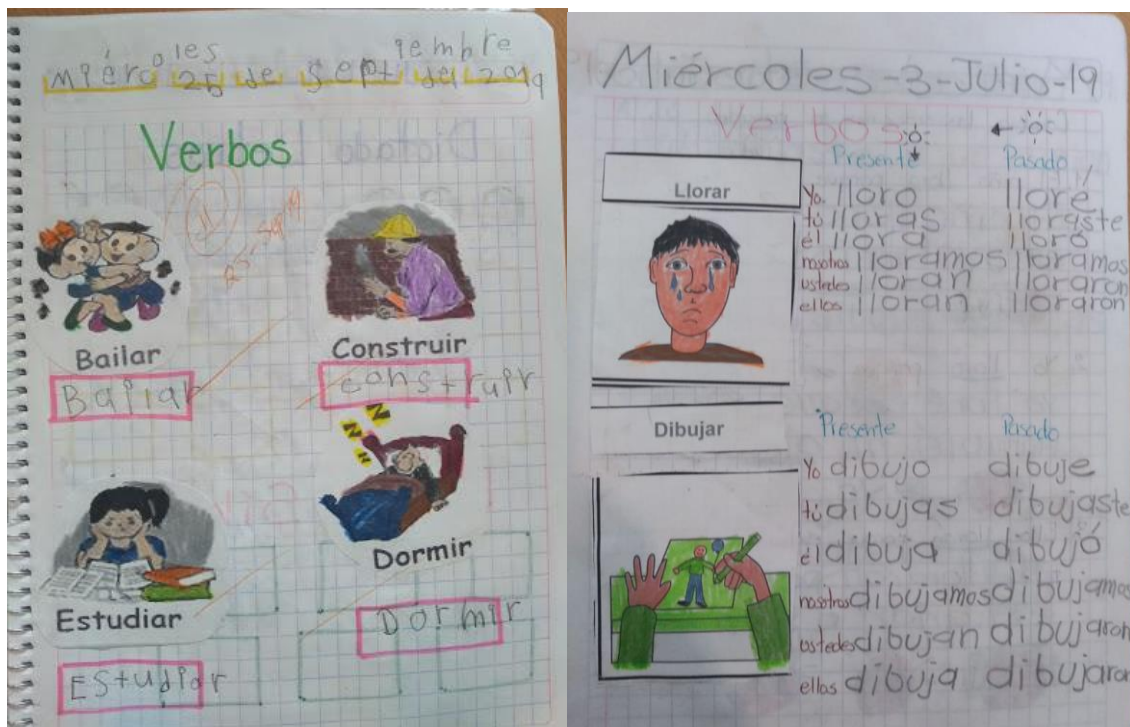 Miércoles 25 de septiembre del 2019
Verbos
25-Sep-19
Bailar
Construir
Bailar
construir
Z
Z
Z
Estudiar
Dormir
Estudiar
Dormir
Miércoles-3-Julio-19
Verbos
Presente Pasado
Llorar
Yo lloro lloré
tú lloras lloraste
él llora lloró
nosotros lloramos lloramos
ustedes lloran lloraron
ellos lloran lloraron
Dibujar
Presente Pasado
Yo dibujo dibuje
tú dibujas dibujaste
él dibuja dibujó
nosotros dibujamos dibujamos
ustedes dibujan dibujaron
ellos dibuja dibujaron